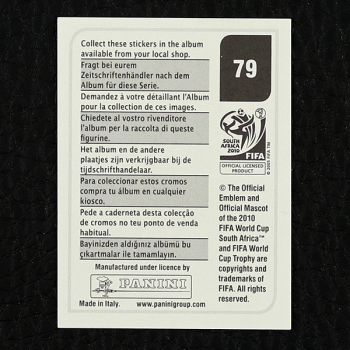 Collect these stickers in the album
available from your local shop.
Fragt bei eurem
Zeitschriftenhändler nach dem
Album für diese Serie.
Demandez à votre détaillant l'Album
pour la collection de ces images.
Chiedete al vostro rivenditore
l'album per la raccolta di queste
figurine.
Het album en de andere
plaatjes zijn verkrijgbaar bij de
tijdschrifthandelaar.
Para coleccionar estos cromos
compra tu álbum en cualquier
kiosco.
Pede a caderneta desta colecção
de cromos no teu ponto de venda
habitual.
Bayinizden aldığınız albümü bu
çıkartmalar ile tamamlayın.
Manufactured under licence by
PANINI
Made in Italy.
www.paninigroup.com
79
SOUTH AFRICA
2010
FIFA
OFFICIAL LICENSED
PRODUCT
© The Official
Emblem and
Official Mascot
of the 2010
FIFA World Cup
South Africa™
and FIFA World
Cup Trophy are
copyrights and
trademarks of
FIFA. All rights
reserved.